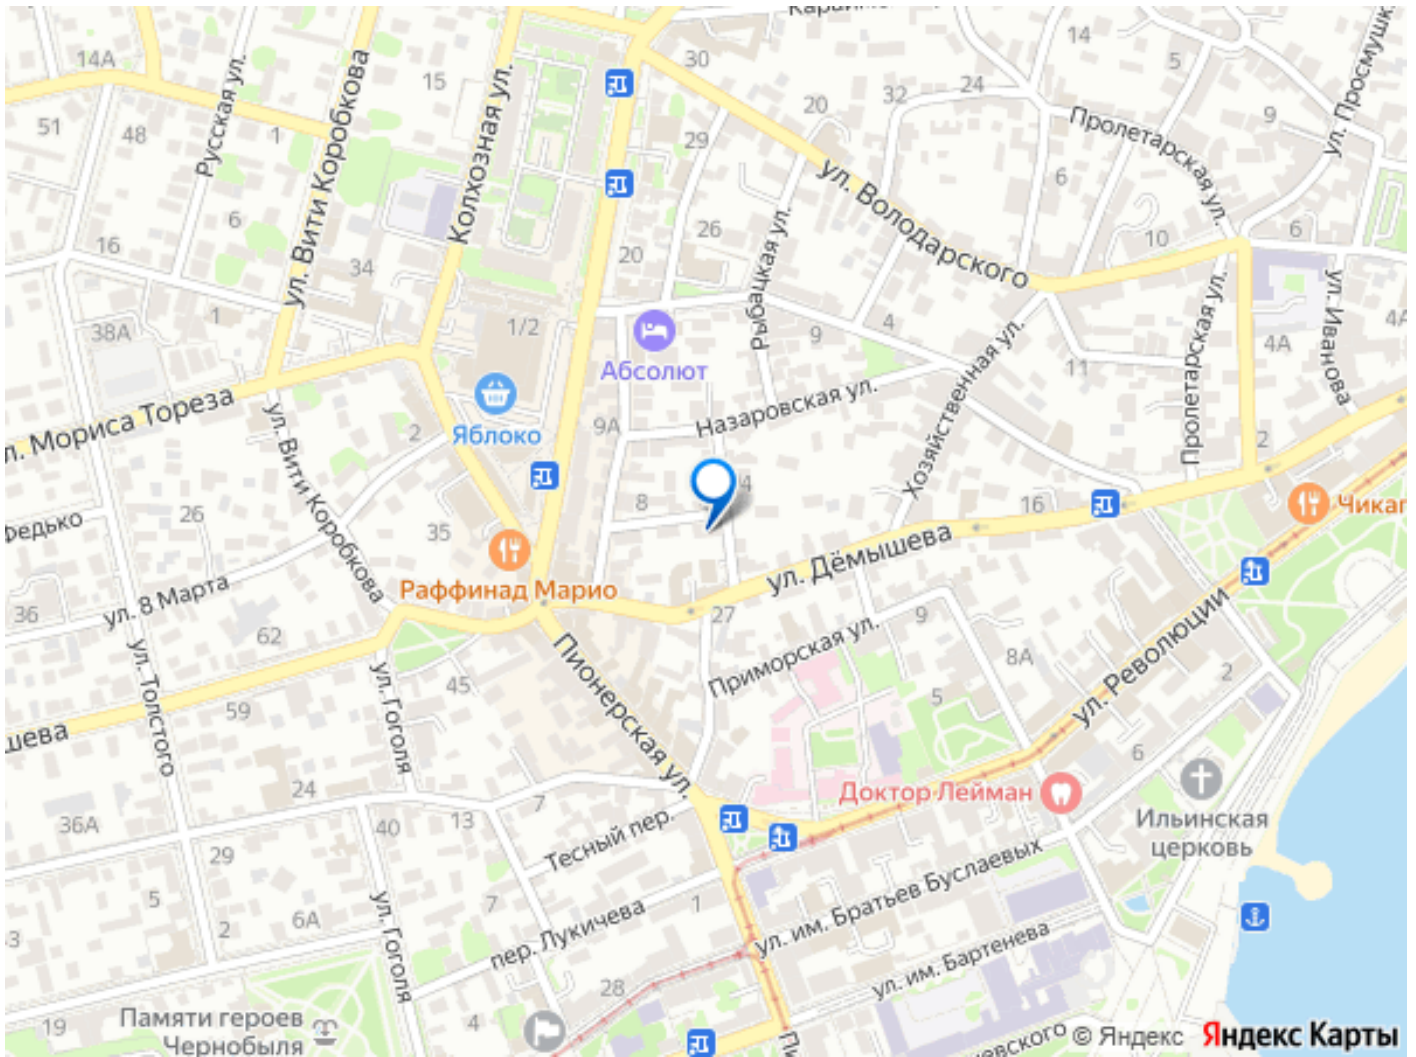 Караим
30
14
14А
15
5
24
32
20
9
ул. Просмушк
51
48
1
Русская ул.
29
Пролетарская ул.
ул. Вити Коробкова
Колхозная ул.
ул. Володарского
6
6
16
34
20
26
Рыбацкая ул.
10
6
38А
1
1/2
Абсолют
9
4
ул. Иванова
4А
4А
11
Хозяйственная ул.
Пролетарская ул.
л. Мориса Тореза
2
Яблоко
9А
Назаровская ул.
2
ул. Вити Коробкова
26
35
8
4
16
Чикаг
федько
Раффинад Марио
ул. Дёмышева
36
ул. 8 Марта
62
27
9
Приморская ул.
8А
ул. Революции
ул. Толстого
45
Пионерская ул.
5
2
59
ул. Гоголя
шева
6
24
7
Доктор Лейман
Ильинская
церковь
36А
40
13
Тесный пер.
29
5
7
6А
1
ул. им. Братьев Буслаевых
2
ул. Гоголя
пер. Лукичева
ул. им. Бартенева
28
19
Памяти героев
Чернобыля
4
Пи
евского
© Яндекс
Яндекс Карты